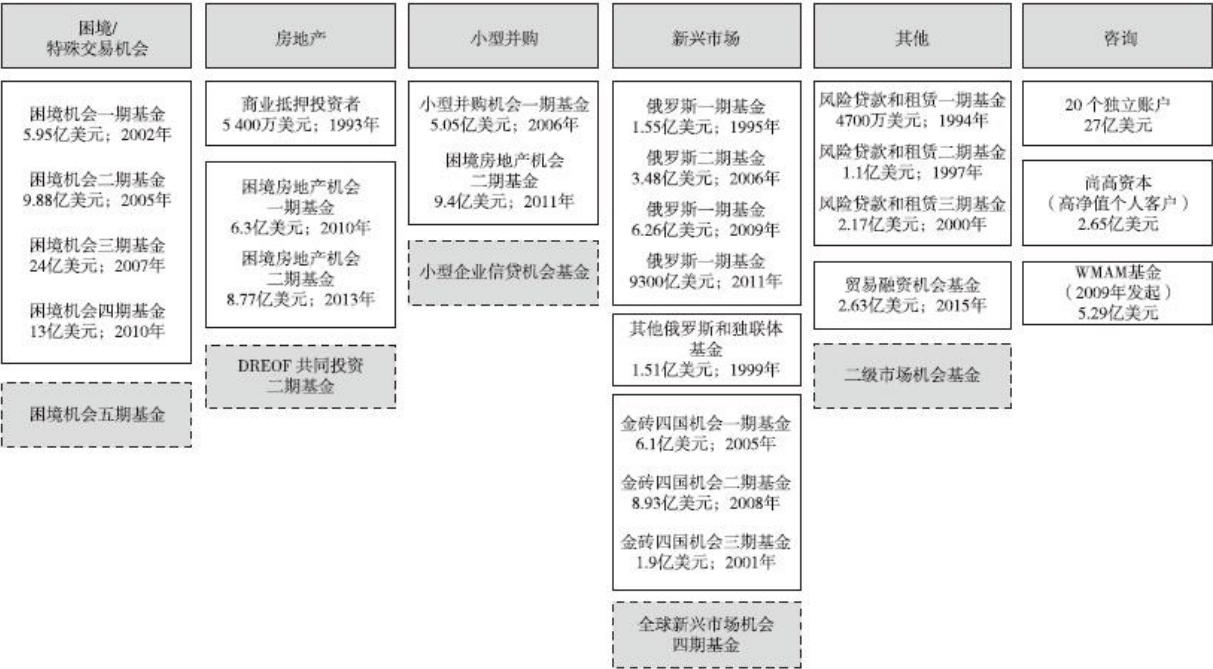 困境/
特殊交易机会
困境机会一期基金
5.95亿美元；2002年
困境机会二期基金
9.88亿美元；2005年
困境机会三期基金
24亿美元；2007年
困境机会四期基金
13亿美元；2010年
困境机会五期基金
房地产
商业抵押投资者
5 400万美元；1993年
困境房地产机会
一期基金
6.3亿美元；2010年
困境房地产机会
二期基金
8.77亿美元；2013年
DREOF 共同投资
二期基金
小型并购
小型并购机会一期基金
5.05亿美元；2006年
困境房地产机会
二期基金
9.4亿美元；2011年
小型企业信贷机会基金
新兴市场
俄罗斯一期基金
1.55亿美元；1995年
俄罗斯二期基金
3.48亿美元；2006年
俄罗斯一期基金
6.26亿美元；2009年
俄罗斯一期基金
9300亿美元；2011年
其他俄罗斯和独联体
基金
1.51亿美元；1999年
金砖四国机会一期基金
6.1亿美元；2005年
金砖四国机会二期基金
8.93亿美元；2008年
金砖四国机会三期基金
1.9亿美元；2001年
全球新兴市场机会
四期基金
其他
风险贷款和租赁一期基金
4700万美元；1994年
风险贷款和租赁二期基金
1.1亿美元；1997年
风险贷款和租赁三期基金
2.17亿美元；2000年
贸易融资机会基金
2.63亿美元；2015年
二级市场机会基金
咨询
20 个独立账户
27亿美元
尚高资本
（高净值个人客户）
2.65亿美元
WMAM基金
（2009年发起）
5.29亿美元